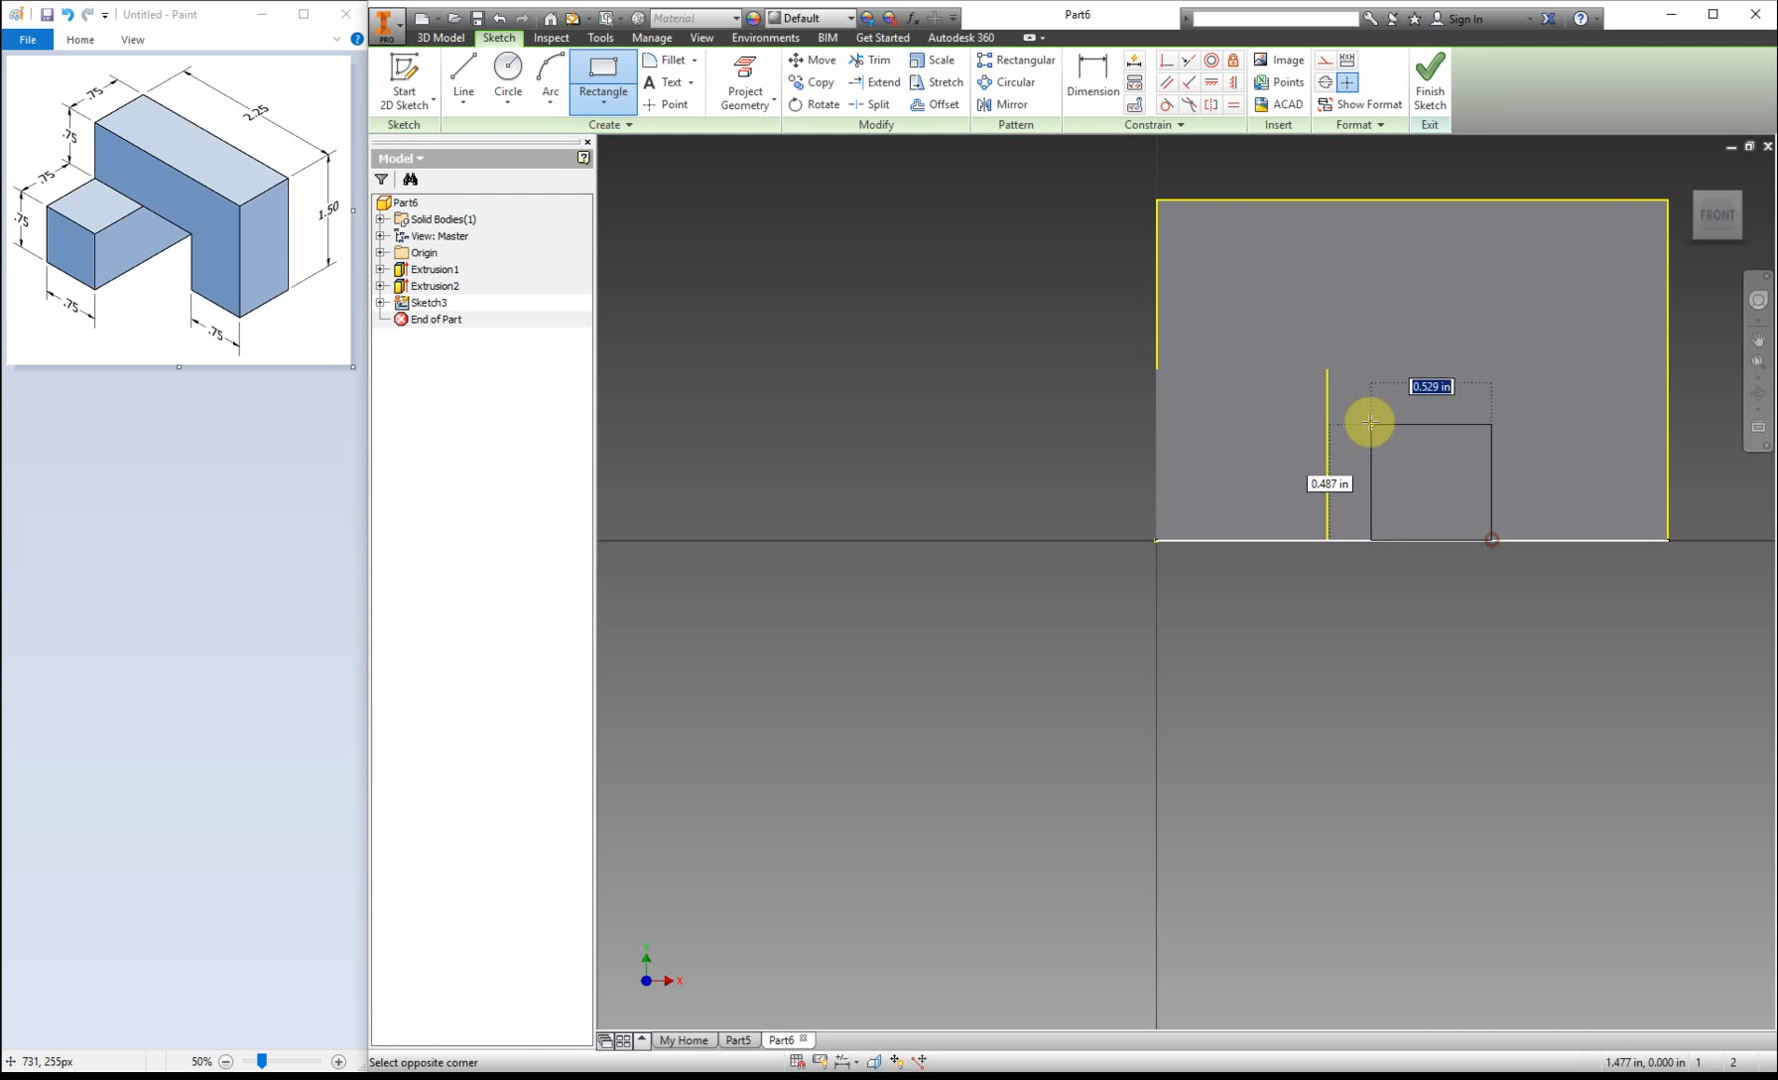 Untitled - Paint
File
Home
View
.75
2.25
.75
.75
.75
1.50
.75
.75
731, 255px
50%
PRO
Material
Default
Part6
Sign In
3D Model
Sketch
Inspect
Tools
Manage
View
Environments
BIM
Get Started
Autodesk 360
Start
2D Sketch
Line
Circle
Arc
Rectangle
Fillet
Text
Point
Project
Geometry
Move
Copy
Rotate
Trim
Extend
Split
Scale
Stretch
Offset
Rectangular
Circular
Mirror
Dimension
Image
Points
ACAD
Show Format
Finish
Sketch
Sketch
Create
Modify
Pattern
Constrain
Insert
Format
Exit
Model
Part6
Solid Bodies(1)
View: Master
Origin
Extrusion1
Extrusion2
Sketch3
End of Part
FRONT
0.529 in
0.487 in
Y
X
My Home
Part5
Part6
Select opposite corner
1.477 in, 0.000 in
1
2